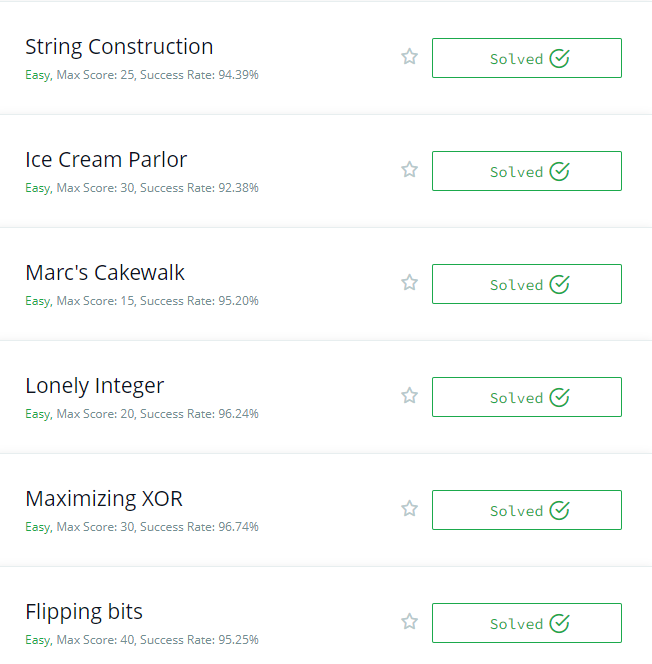 String Construction
Easy, Max Score: 25, Success Rate: 94.39%
Solved
Ice Cream Parlor
Easy, Max Score: 30, Success Rate: 92.38%
Solved
Marc's Cakewalk
Easy, Max Score: 15, Success Rate: 95.20%
Solved
Lonely Integer
Easy, Max Score: 20, Success Rate: 96.24%
Solved
Maximizing XOR
Easy, Max Score: 30, Success Rate: 96.74%
Solved
Flipping bits
Easy, Max Score: 40, Success Rate: 95.25%
Solved